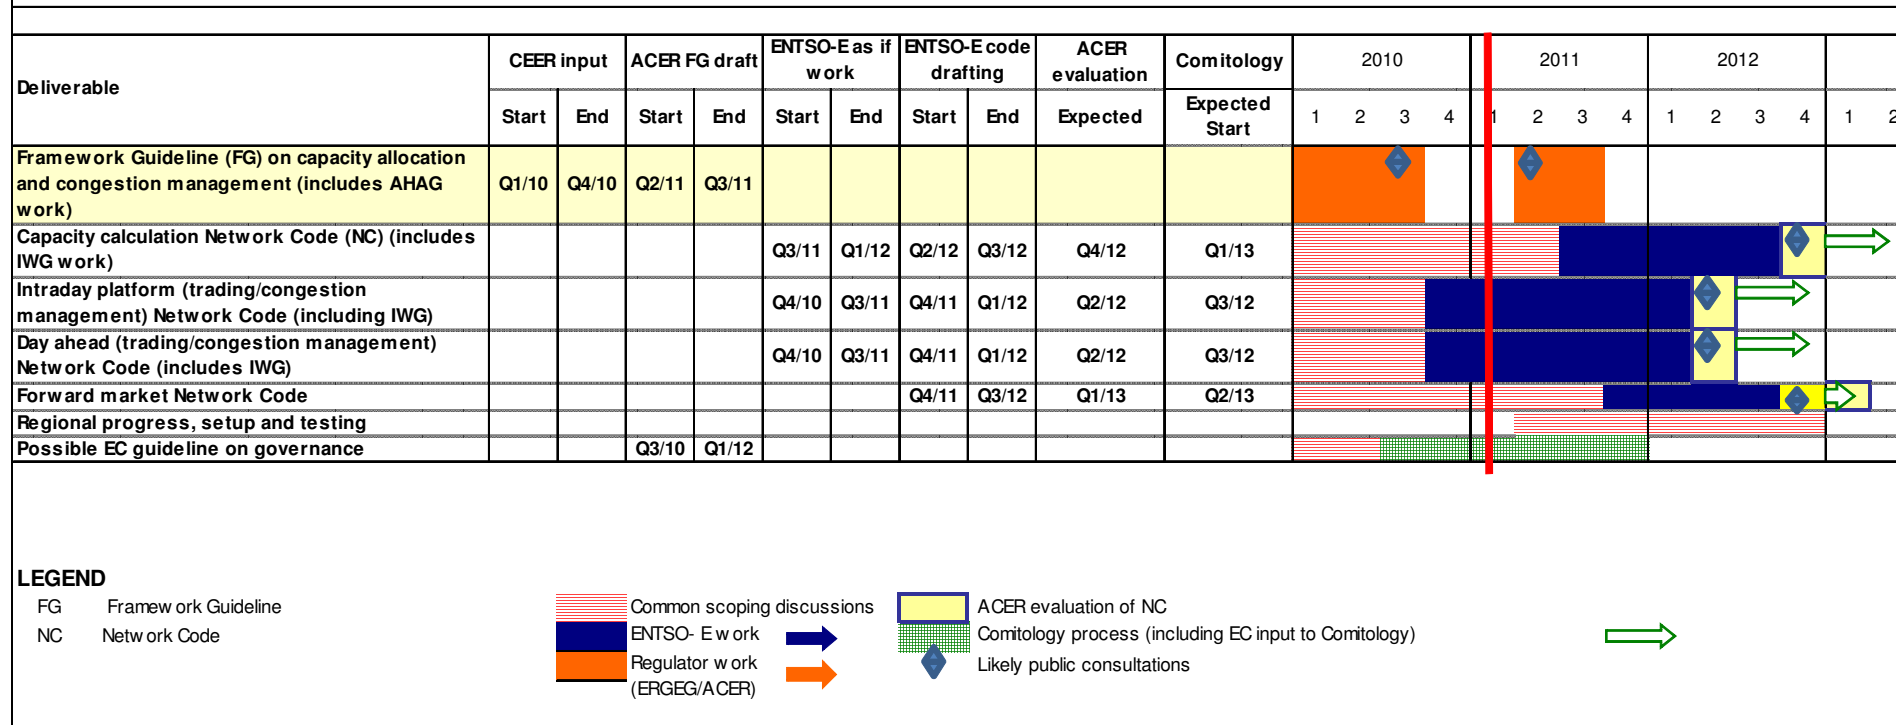 Deliverable CEER input ACER FG draft ENTSO-E as if work ENTSO-E code drafting ACER evaluation Comitology 2010 2011 2012
Start End Start End Start End Start End Expected Expected Start 1 2 3 4 1 2 3 4 1 2 3 4 1 2
Framework Guideline (FG) on capacity allocation
and congestion management (includes AHAG Q1/10 Q4/10 Q2/11 Q3/11
work)
Capacity calculation Network Code (NC) (includes
IWG work) Q3/11 Q1/12 Q2/12 Q3/12 Q4/12 Q1/13
Intraday platform (trading/congestion
management) Network Code (including IWG) Q4/10 Q3/11 Q4/11 Q1/12 Q2/12 Q3/12
Day ahead (trading/congestion management)
Network Code (includes IWG) Q4/10 Q3/11 Q4/11 Q1/12 Q2/12 Q3/12
Forward market Network Code Q4/11 Q3/12 Q1/13 Q2/13
Regional progress, setup and testing
Possible EC guideline on governance Q3/10 Q1/12
LEGEND
FG Framework Guideline Common scoping discussions ACER evaluation of NC
NC Network Code ENTSO- E work Comitology process (including EC input to Comitology)
Regulator work Likely public consultations
(ERGEG/ACER)